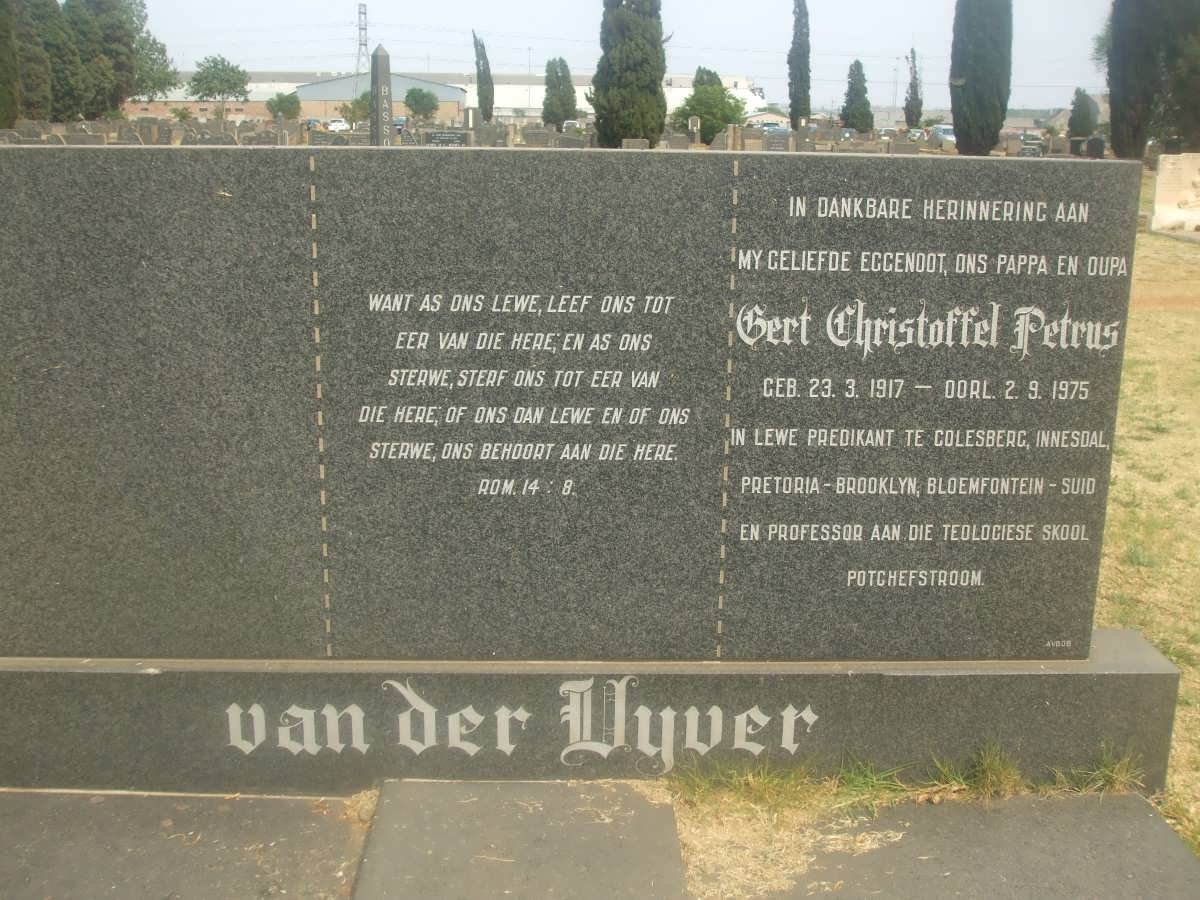 BASSO
WANT AS ONS LEWE, LEEF ONS TOT
EER VAN DIE HERE; EN AS ONS
STERWE, STERF ONS TOT EER VAN
DIE HERE; OF ONS DAN LEWE EN OF ONS
STERWE, ONS BEHOORT AAN DIE HERE.
ROM. 14 : 8.
IN DANKBARE HERINNERING AAN
MY GELIEFDE EGGENOOT, ONS PAPPA EN OUPA
Gert Christoffel Petrus
GEB. 23. 3. 1917 — OORL. 2. 9. 1975
IN LEWE PREDIKANT TE COLESBERG, INNESDAL,
PRETORIA - BROOKLYN, BLOEMFONTEIN - SUID
EN PROFESSOR AAN DIE TEOLOGIESE SKOOL
POTCHEFSTROOM.
AVBOB
van der Vyver